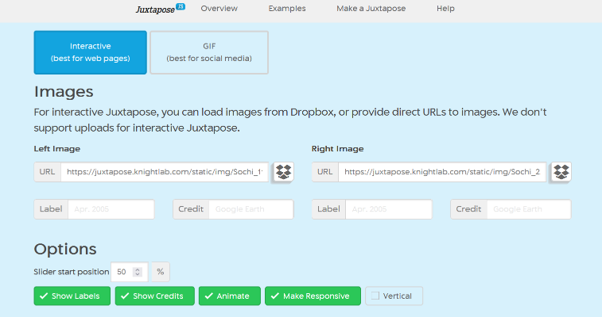 Juxtapose JS Overview Examples Make a Juxtapose Help
Interactive
(best for web pages)
GIF
(best for social media)
Images
For interactive Juxtapose, you can load images from Dropbox, or provide direct URLs to images. We don't
support uploads for interactive Juxtapose.
Left Image
Right Image
URL https://juxtapose.knightlab.com/static/img/Sochi_1
URL https://juxtapose.knightlab.com/static/img/Sochi_2
Label Apr. 2005 Credit Google Earth
Label Apr. 2005 Credit Google Earth
Options
Slider start position 50 %
Show Labels Show Credits Animate Make Responsive Vertical